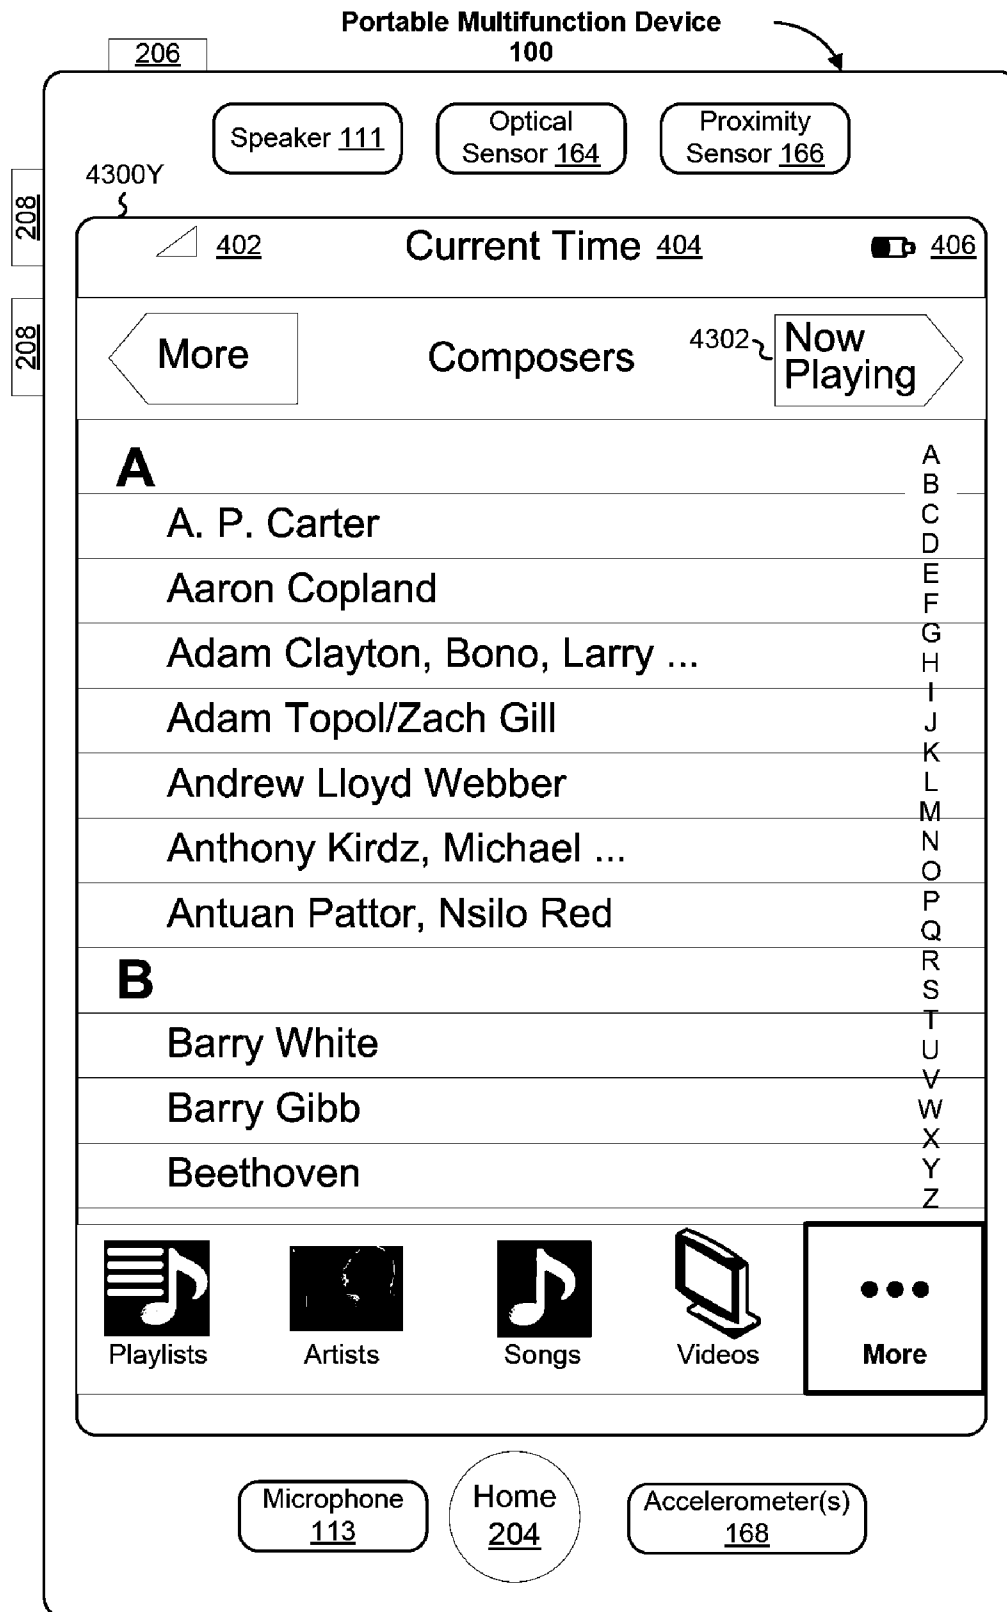 Portable Multifunction Device
100
206
Speaker 111
Optical
Sensor 164
Proximity
Sensor 166
4300Y
208
208
402
Current Time 404
406
More
Composers
4302
Now
Playing
A
A. P. Carter
Aaron Copland
Adam Clayton, Bono, Larry ...
Adam Topol/Zach Gill
Andrew Lloyd Webber
Anthony Kirdz, Michael ...
Antuan Pattor, Nsilo Red
B
Barry White
Barry Gibb
Beethoven
A
B
C
D
E
F
G
H
I
J
K
L
M
N
O
P
Q
R
S
T
U
V
W
X
Y
Z
Playlists
Artists
Songs
Videos
More
Microphone
113
Home
204
Accelerometer(s)
168